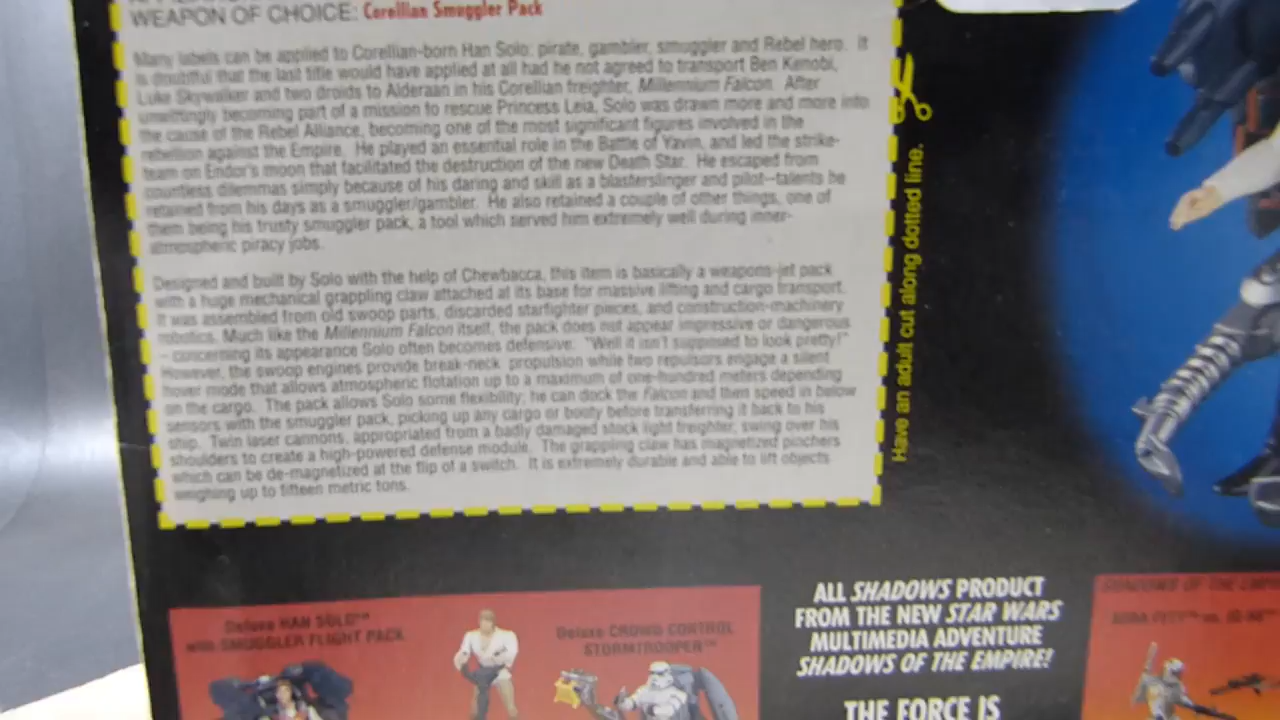 WEAPON OF CHOICE: Corellian Smuggler Pack
Many labels can be applied to Corellian-born Han Solo: pirate, gambler, smuggler and Rebel hero. It
is doubtful that the last title would have applied at all had he not agreed to transport Ben Kenobi,
Luke Skywalker and two droids to Alderaan in his Corellian freighter, Millennium Falcon. After
unwittingly becoming part of a mission to rescue Princess Leia, Solo was drawn more and more into
the cause of the Rebel Alliance, becoming one of the most significant figures involved in the
rebellion against the Empire. He played an essential role in the Battle of Yavin, and led the strike-
team on Endor's moon that facilitated the destruction of the new Death Star. He escaped from
countless dilemmas simply because of his daring and skill as a blasterslinger and pilot--talents he
retained from his days as a smuggler/gambler. He also retained a couple of other things, one of
them being his trusty smuggler pack, a tool which served him extremely well during inner-
atmospheric piracy jobs.
Designed and built by Solo with the help of Chewbacca, this item is basically a weapons-jet pack
with a huge mechanical grappling claw attached at its base for massive lifting and cargo transport.
It was assembled from old swoop parts, discarded starfighter pieces, and construction-machinery
robotics. Much like the Millennium Falcon itself, the pack does not appear impressive or dangerous
- concerning its appearance Solo often becomes defensive: "Well it isn't supposed to look pretty!"
However, the swoop engines provide break-neck propulsion while two repulsors engage a silent
hover mode that allows atmospheric flotation up to a maximum of one-hundred meters depending
on the cargo. The pack allows Solo some flexibility; he can dock the Falcon and then speed in below
sensors with the smuggler pack, picking up any cargo or booty before transferring it back to his
ship. Twin laser cannons, appropriated from a badly damaged stock light freighter, swing over his
shoulders to create a high-powered defense module. The grappling claw has magnetized pinchers
which can be de-magnetized at the flip of a switch. It is extremely durable and able to lift objects
weighing up to fifteen metric tons.
Have an adult cut along dotted line.
Deluxe HAN SOLO™
with SMUGGLER FLIGHT PACK
Deluxe CROWD CONTROL
STORMTROOPER™
ALL SHADOWS PRODUCT
FROM THE NEW STAR WARS
MULTIMEDIA ADVENTURE
SHADOWS OF THE EMPIRE!
THE FORCE IS
SHADOWS OF THE
BOBA FETT™ vs. IG-88™